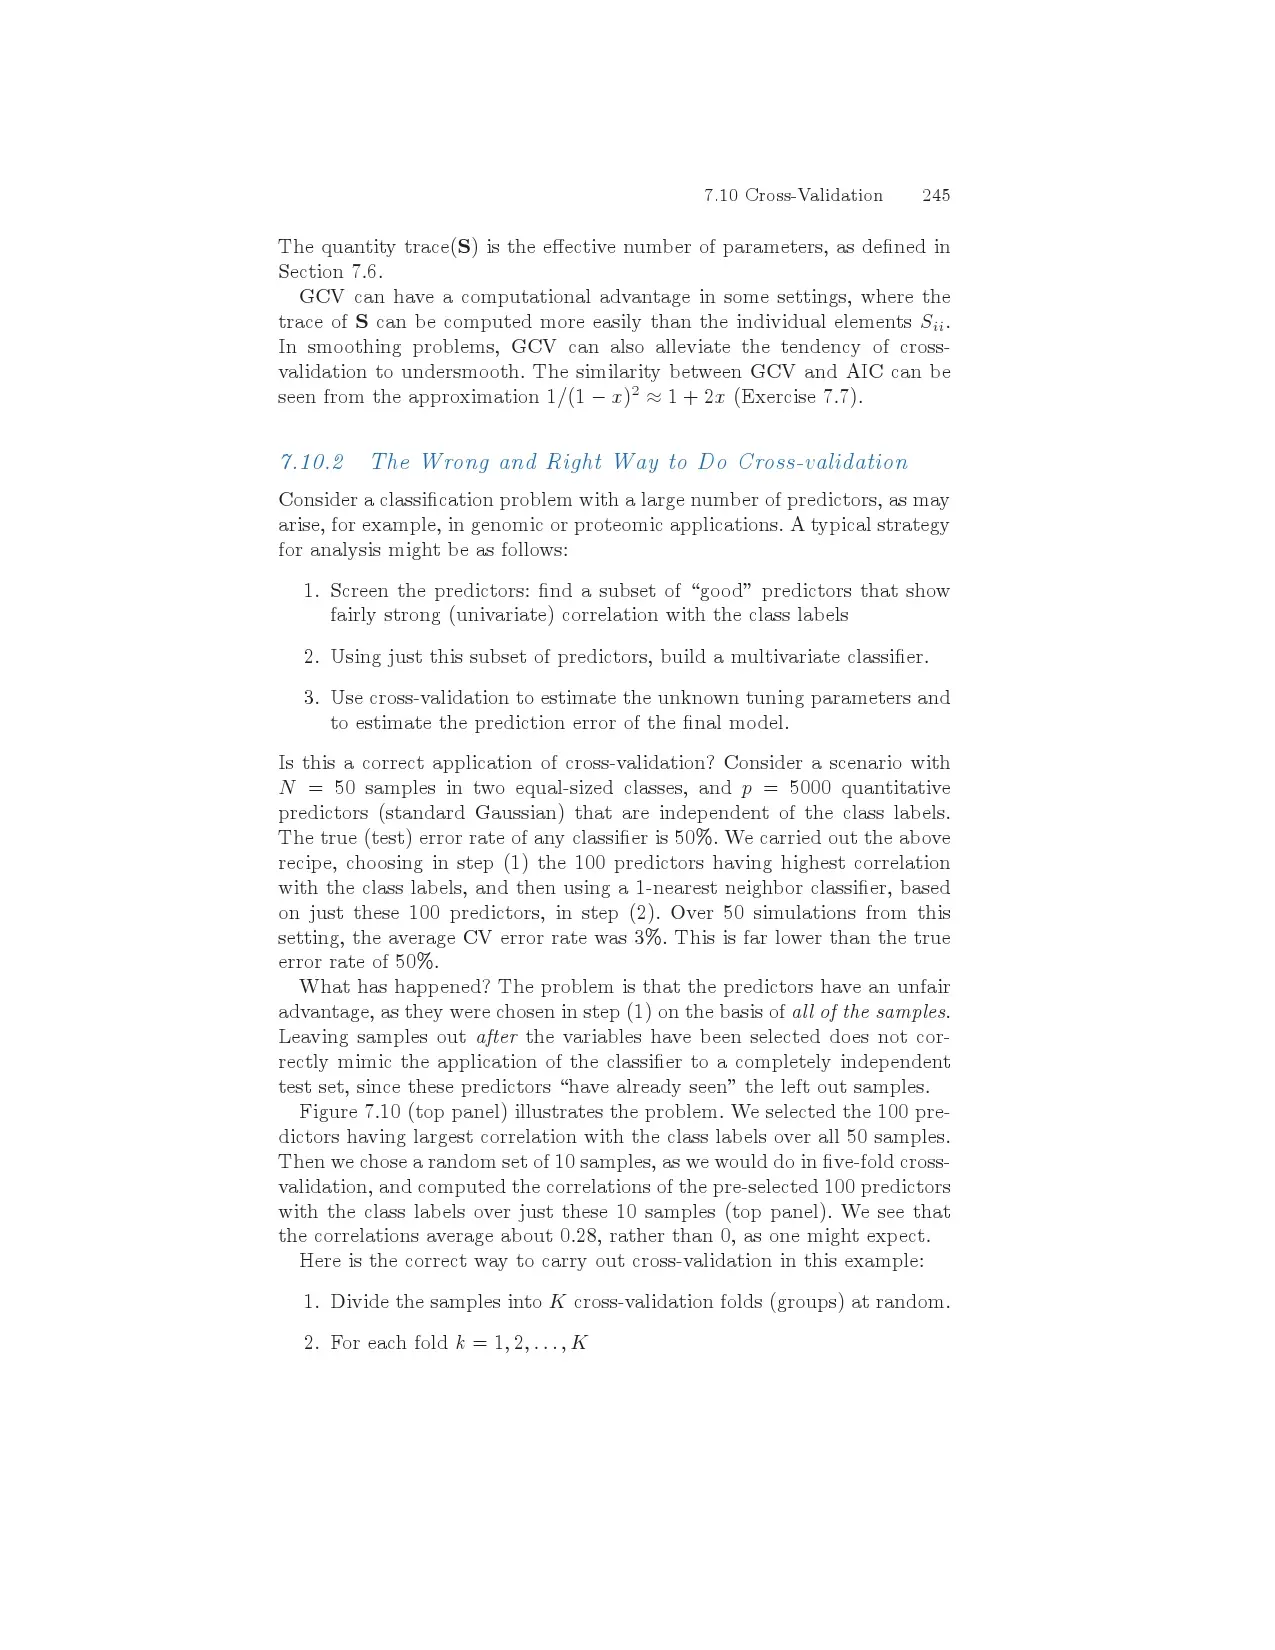 7.10 Cross-Validation 245
The quantity trace(S) is the effective number of parameters, as defined in
Section 7.6.
GCV can have a computational advantage in some settings, where the
trace of S can be computed more easily than the individual elements Sᵢᵢ.
In smoothing problems, GCV can also alleviate the tendency of cross-
validation to undersmooth. The similarity between GCV and AIC can be
seen from the approximation 1/(1 − x)² ≈ 1 + 2x (Exercise 7.7).
7.10.2 The Wrong and Right Way to Do Cross-validation
Consider a classification problem with a large number of predictors, as may
arise, for example, in genomic or proteomic applications. A typical strategy
for analysis might be as follows:
1. Screen the predictors: find a subset of “good” predictors that show
fairly strong (univariate) correlation with the class labels
2. Using just this subset of predictors, build a multivariate classifier.
3. Use cross-validation to estimate the unknown tuning parameters and
to estimate the prediction error of the final model.
Is this a correct application of cross-validation? Consider a scenario with
N = 50 samples in two equal-sized classes, and p = 5000 quantitative
predictors (standard Gaussian) that are independent of the class labels.
The true (test) error rate of any classifier is 50%. We carried out the above
recipe, choosing in step (1) the 100 predictors having highest correlation
with the class labels, and then using a 1-nearest neighbor classifier, based
on just these 100 predictors, in step (2). Over 50 simulations from this
setting, the average CV error rate was 3%. This is far lower than the true
error rate of 50%.
What has happened? The problem is that the predictors have an unfair
advantage, as they were chosen in step (1) on the basis of all of the samples.
Leaving samples out after the variables have been selected does not cor-
rectly mimic the application of the classifier to a completely independent
test set, since these predictors “have already seen” the left out samples.
Figure 7.10 (top panel) illustrates the problem. We selected the 100 pre-
dictors having largest correlation with the class labels over all 50 samples.
Then we chose a random set of 10 samples, as we would do in five-fold cross-
validation, and computed the correlations of the pre-selected 100 predictors
with the class labels over just these 10 samples (top panel). We see that
the correlations average about 0.28, rather than 0, as one might expect.
Here is the correct way to carry out cross-validation in this example:
1. Divide the samples into K cross-validation folds (groups) at random.
2. For each fold k = 1, 2, . . . , K